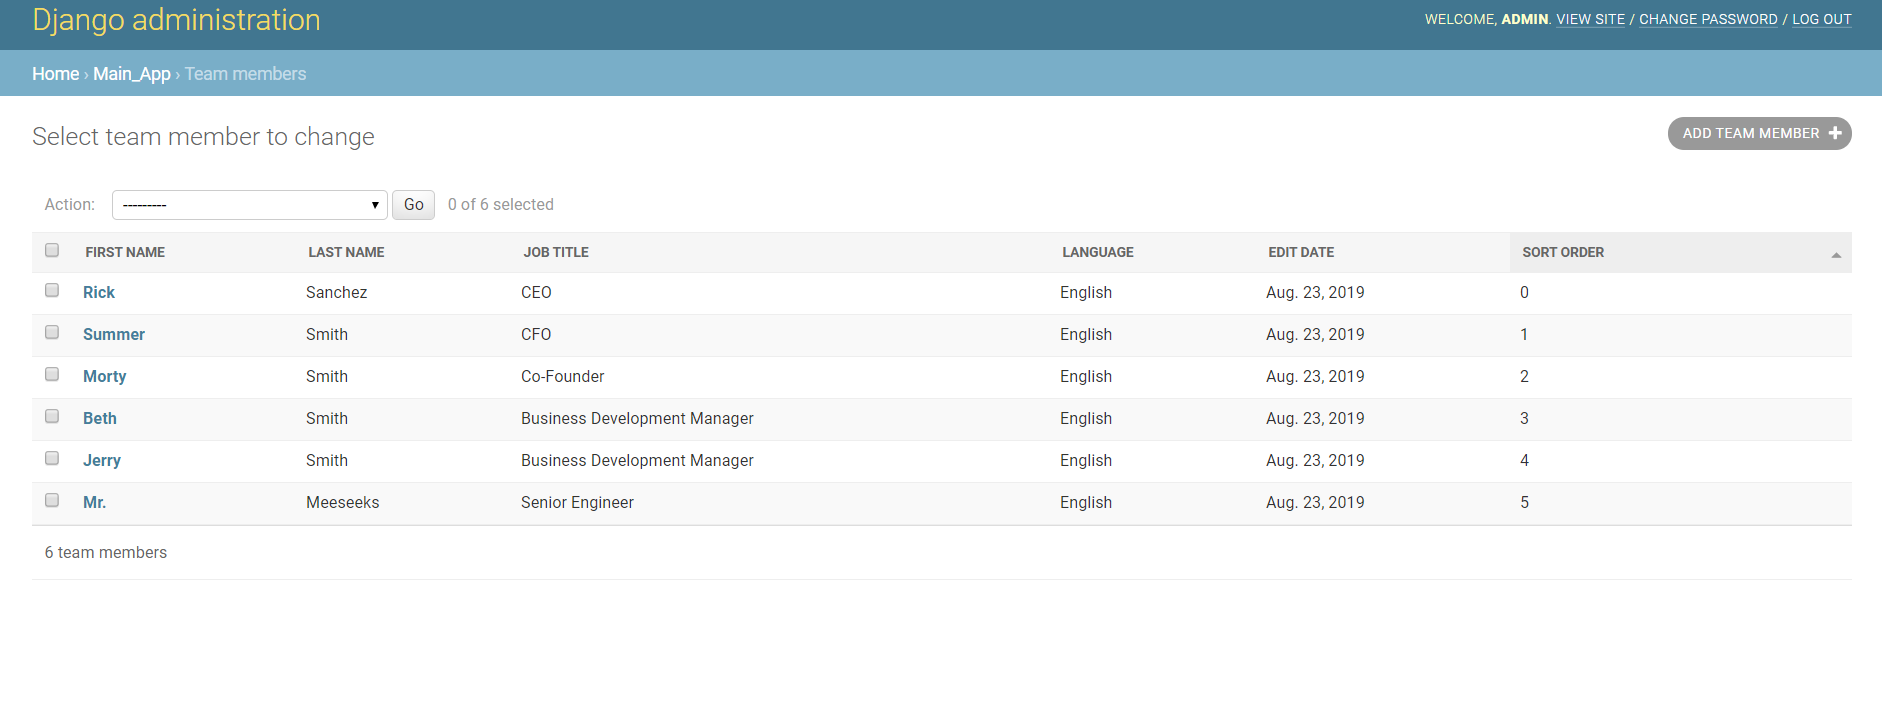 Django administration
WELCOME, ADMIN. VIEW SITE / CHANGE PASSWORD / LOG OUT
Home › Main_App › Team members
Select team member to change
ADD TEAM MEMBER +
Action: --------- Go 0 of 6 selected
FIRST NAME LAST NAME JOB TITLE LANGUAGE EDIT DATE SORT ORDER
Rick Sanchez CEO English Aug. 23, 2019 0
Summer Smith CFO English Aug. 23, 2019 1
Morty Smith Co-Founder English Aug. 23, 2019 2
Beth Smith Business Development Manager English Aug. 23, 2019 3
Jerry Smith Business Development Manager English Aug. 23, 2019 4
Mr. Meeseeks Senior Engineer English Aug. 23, 2019 5
6 team members